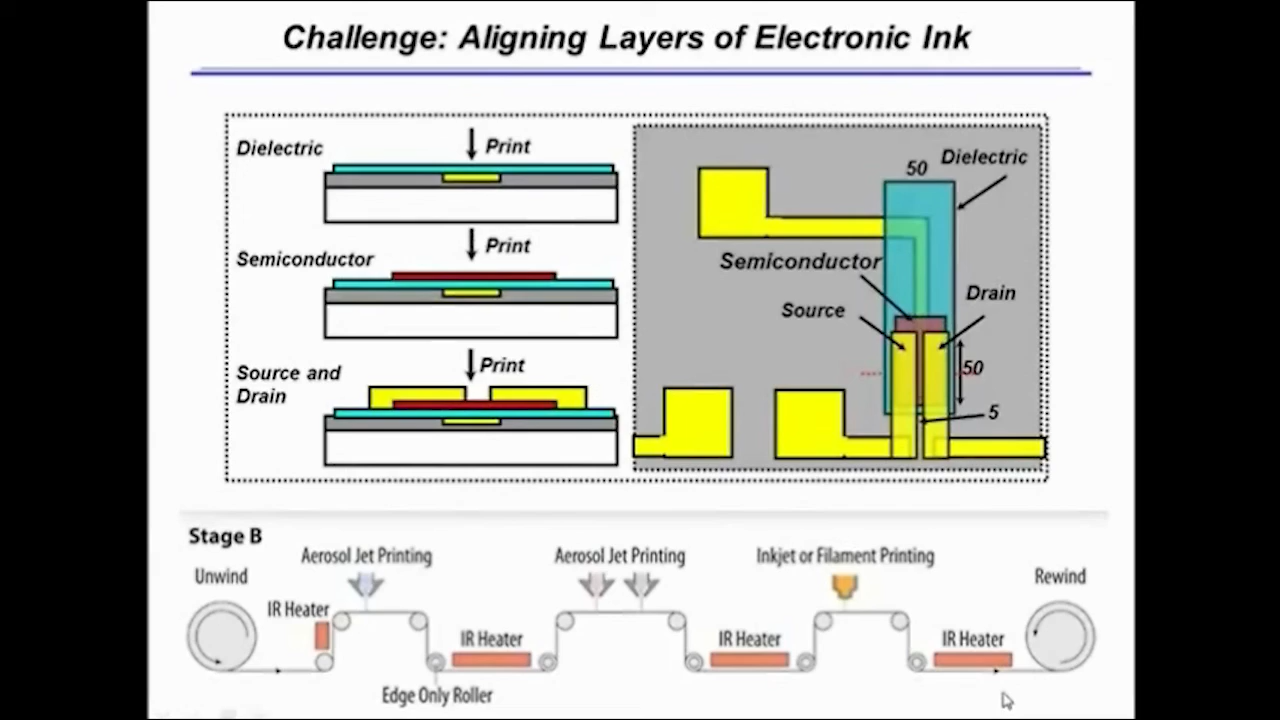 Challenge: Aligning Layers of Electronic Ink
Dielectric
Print
Semiconductor
Print
Source and
Drain
Print
50
Dielectric
Semiconductor
Source
Drain
50
5
Stage B
Unwind
IR Heater
Aerosol Jet Printing
IR Heater
Edge Only Roller
Aerosol Jet Printing
IR Heater
Inkjet or Filament Printing
IR Heater
Rewind